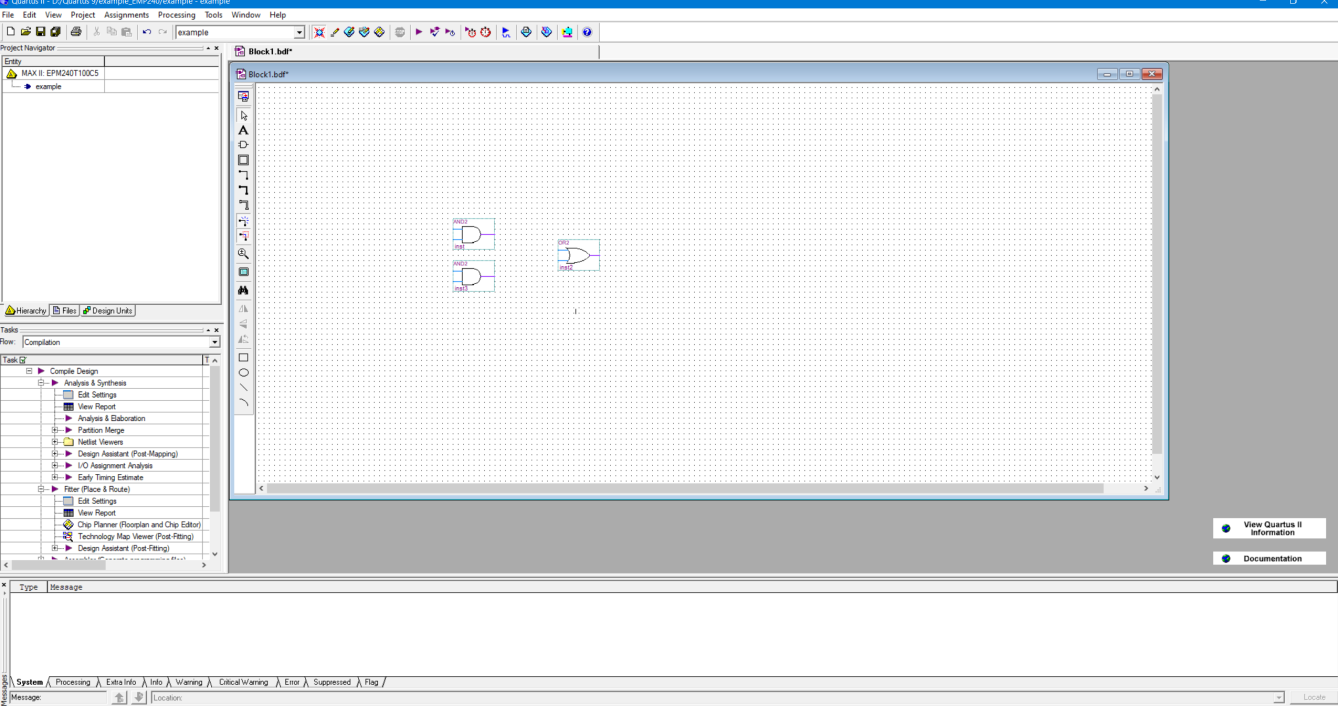 Quartus II - D:/Quartus 9/example_EMP240/example - example
File Edit View Project Assignments Processing Tools Window Help
example
Project Navigator
Entity
MAX II: EPM240T100C5
example
Hierarchy Files Design Units
Tasks
Flow: Compilation
Task
Compile Design
Analysis & Synthesis
Edit Settings
View Report
Analysis & Elaboration
Partition Merge
Netlist Viewers
Design Assistant (Post-Mapping)
I/O Assignment Analysis
Early Timing Estimate
Fitter (Place & Route)
Edit Settings
View Report
Chip Planner (Floorplan and Chip Editor)
Technology Map Viewer (Post-Fitting)
Design Assistant (Post-Fitting)
Block1.bdf*
Block1.bdf*
AND2
inst
AND2
inst3
OR2
inst2
View Quartus II
Information
Documentation
Type Message
System Processing Extra Info Info Warning Critical Warning Error Suppressed Flag
Messages
Message: Location: Locate